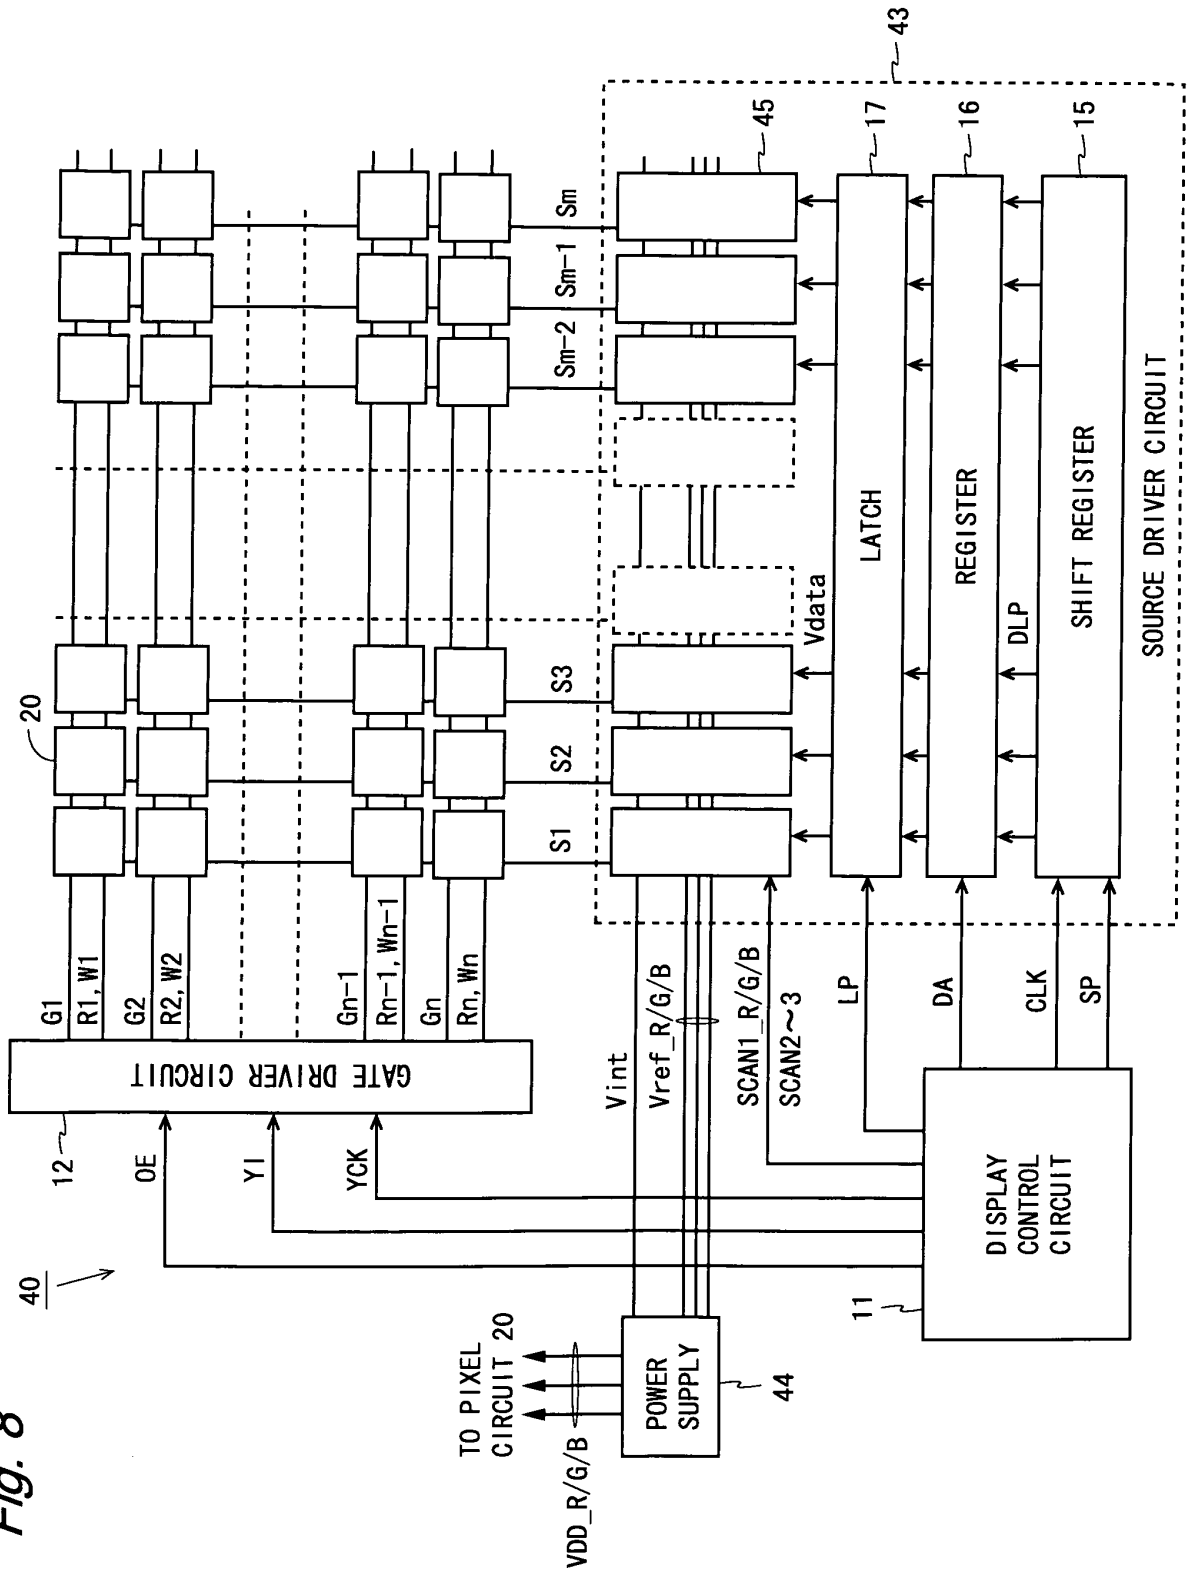 Fig. 8
40
12
GATE DRIVER CIRCUIT
OE
YI
YCK
G1
R1, W1
G2
R2, W2
Gn-1
Rn-1, Wn-1
Gn
Rn, Wn
20
S1
S2
S3
Sm-2
Sm-1
Sm
TO PIXEL
CIRCUIT 20
VDD_R/G/B
POWER
SUPPLY
44
Vint
Vref_R/G/B
SCAN1_R/G/B
SCAN2~3
LP
DA
CLK
SP
11
DISPLAY
CONTROL
CIRCUIT
43
45
Vdata
LATCH
17
REGISTER
16
DLP
SHIFT REGISTER
15
SOURCE DRIVER CIRCUIT